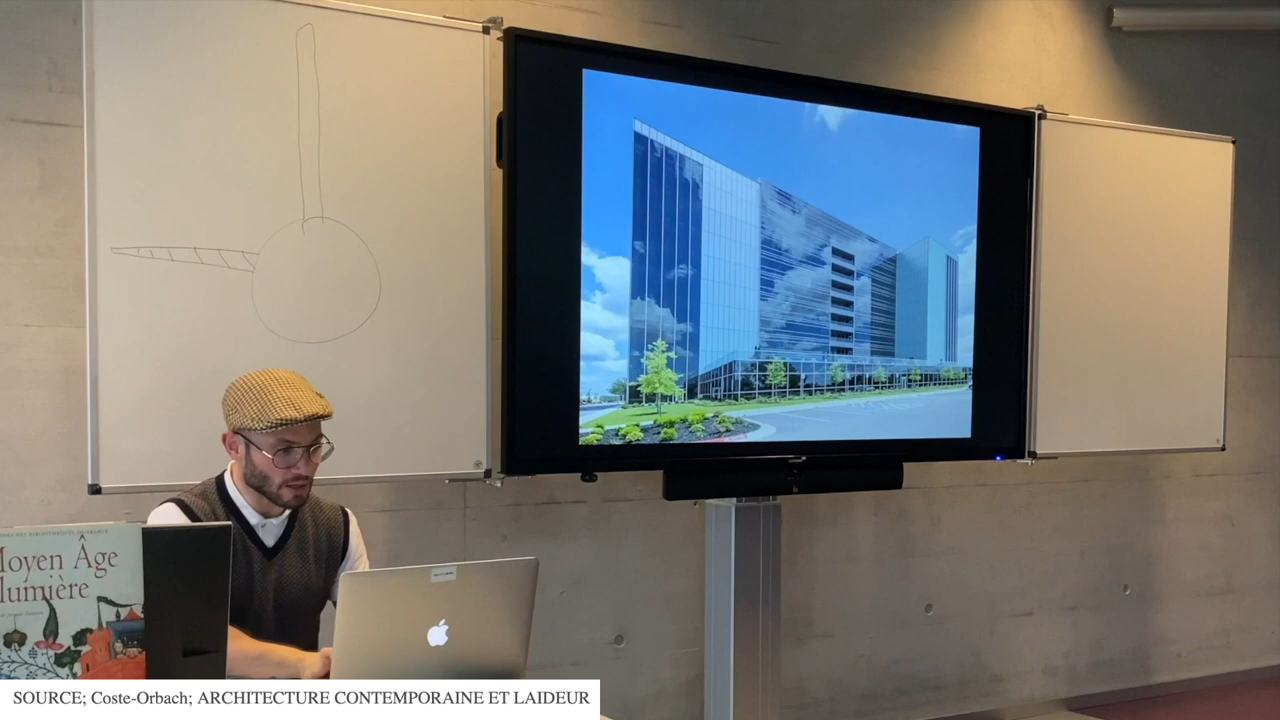 Moyen Âge
lumière
SOURCE; Coste-Orbach; ARCHITECTURE CONTEMPORAINE ET LAIDEUR